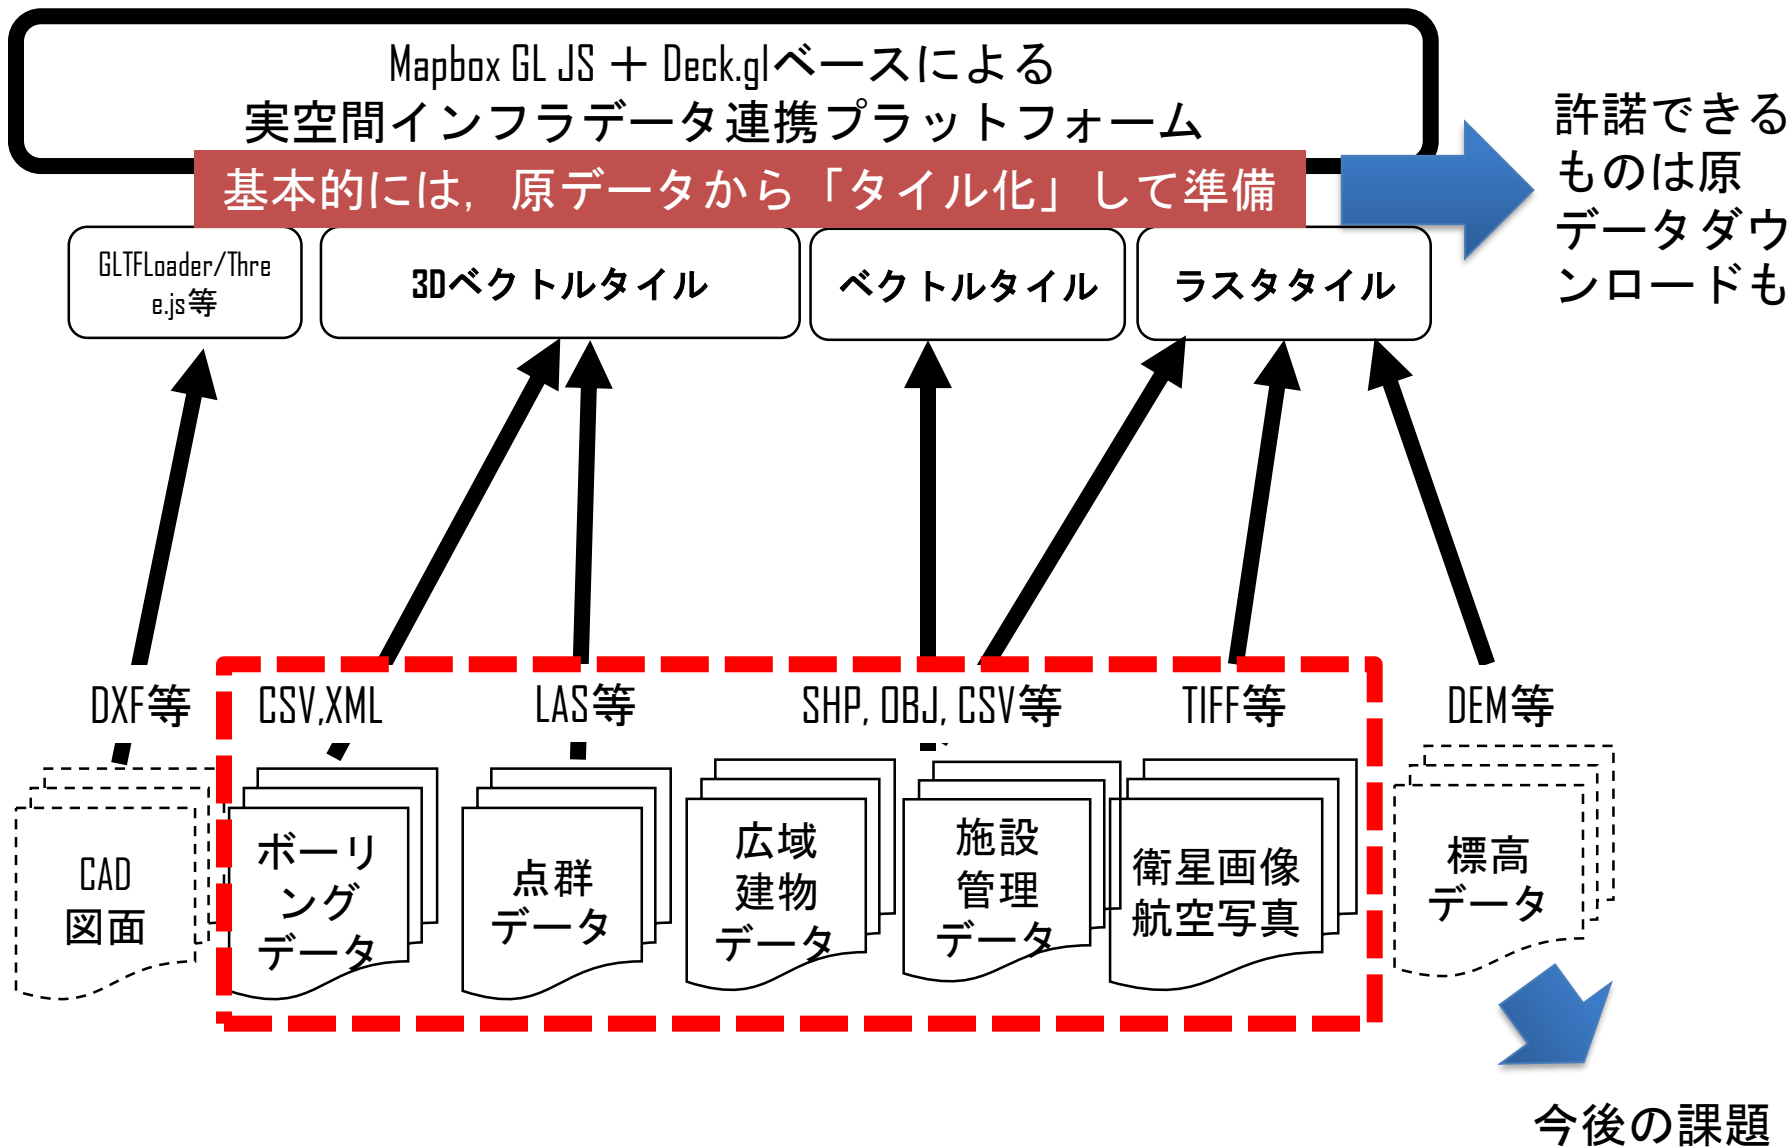 Mapbox GL JS ＋ Deck.glベースによる
実空間インフラデータ連携プラットフォーム
基本的には，原データから「タイル化」して準備
許諾できる
ものは原
データダウ
ンロードも
GLTFLoader/Thre
e.js等
3Dベクトルタイル
ベクトルタイル
ラスタタイル
DXF等
CSV,XML
LAS等
SHP, OBJ, CSV等
TIFF等
DEM等
CAD
図面
ボーリ
ング
データ
点群
データ
広域
建物
データ
施設
管理
データ
衛星画像
航空写真
標高
データ
今後の課題